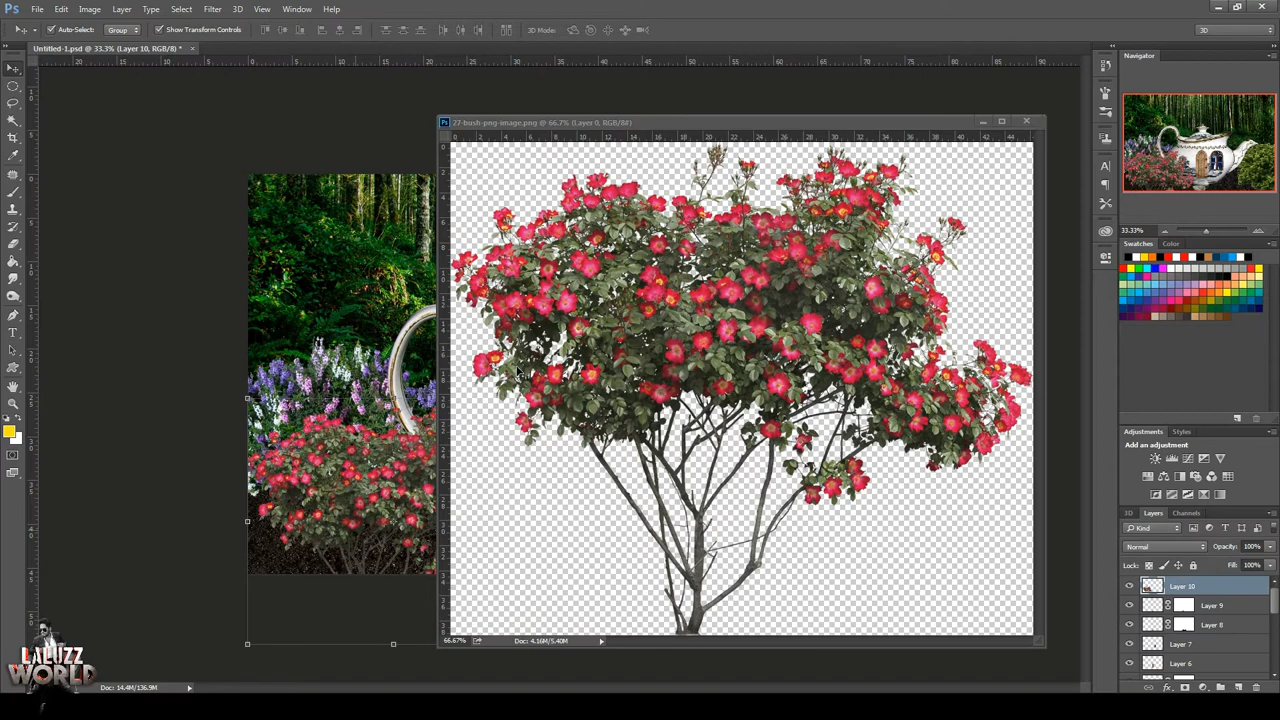 Ps File Edit Image Layer Type Select Filter 3D View Window Help
Auto-Select: Group Show Transform Controls 3D Mode: 3D
Untitled-1.psd @ 33.3% (Layer 10, RGB/8) * ×
Navigator
27-bush-png-image.png @ 66.7% (Layer 0, RGB/8#)
33.33%
Swatches Color
Adjustments Styles
Add an adjustment
3D Layers Channels
Kind
Normal Opacity: 100%
Lock: Fill: 100%
Layer 10
Layer 9
Layer 8
Layer 7
Layer 6
66.67% Doc: 4.16M/5.40M
LALUZZ
WORLD
Doc: 14.4M/136.9M